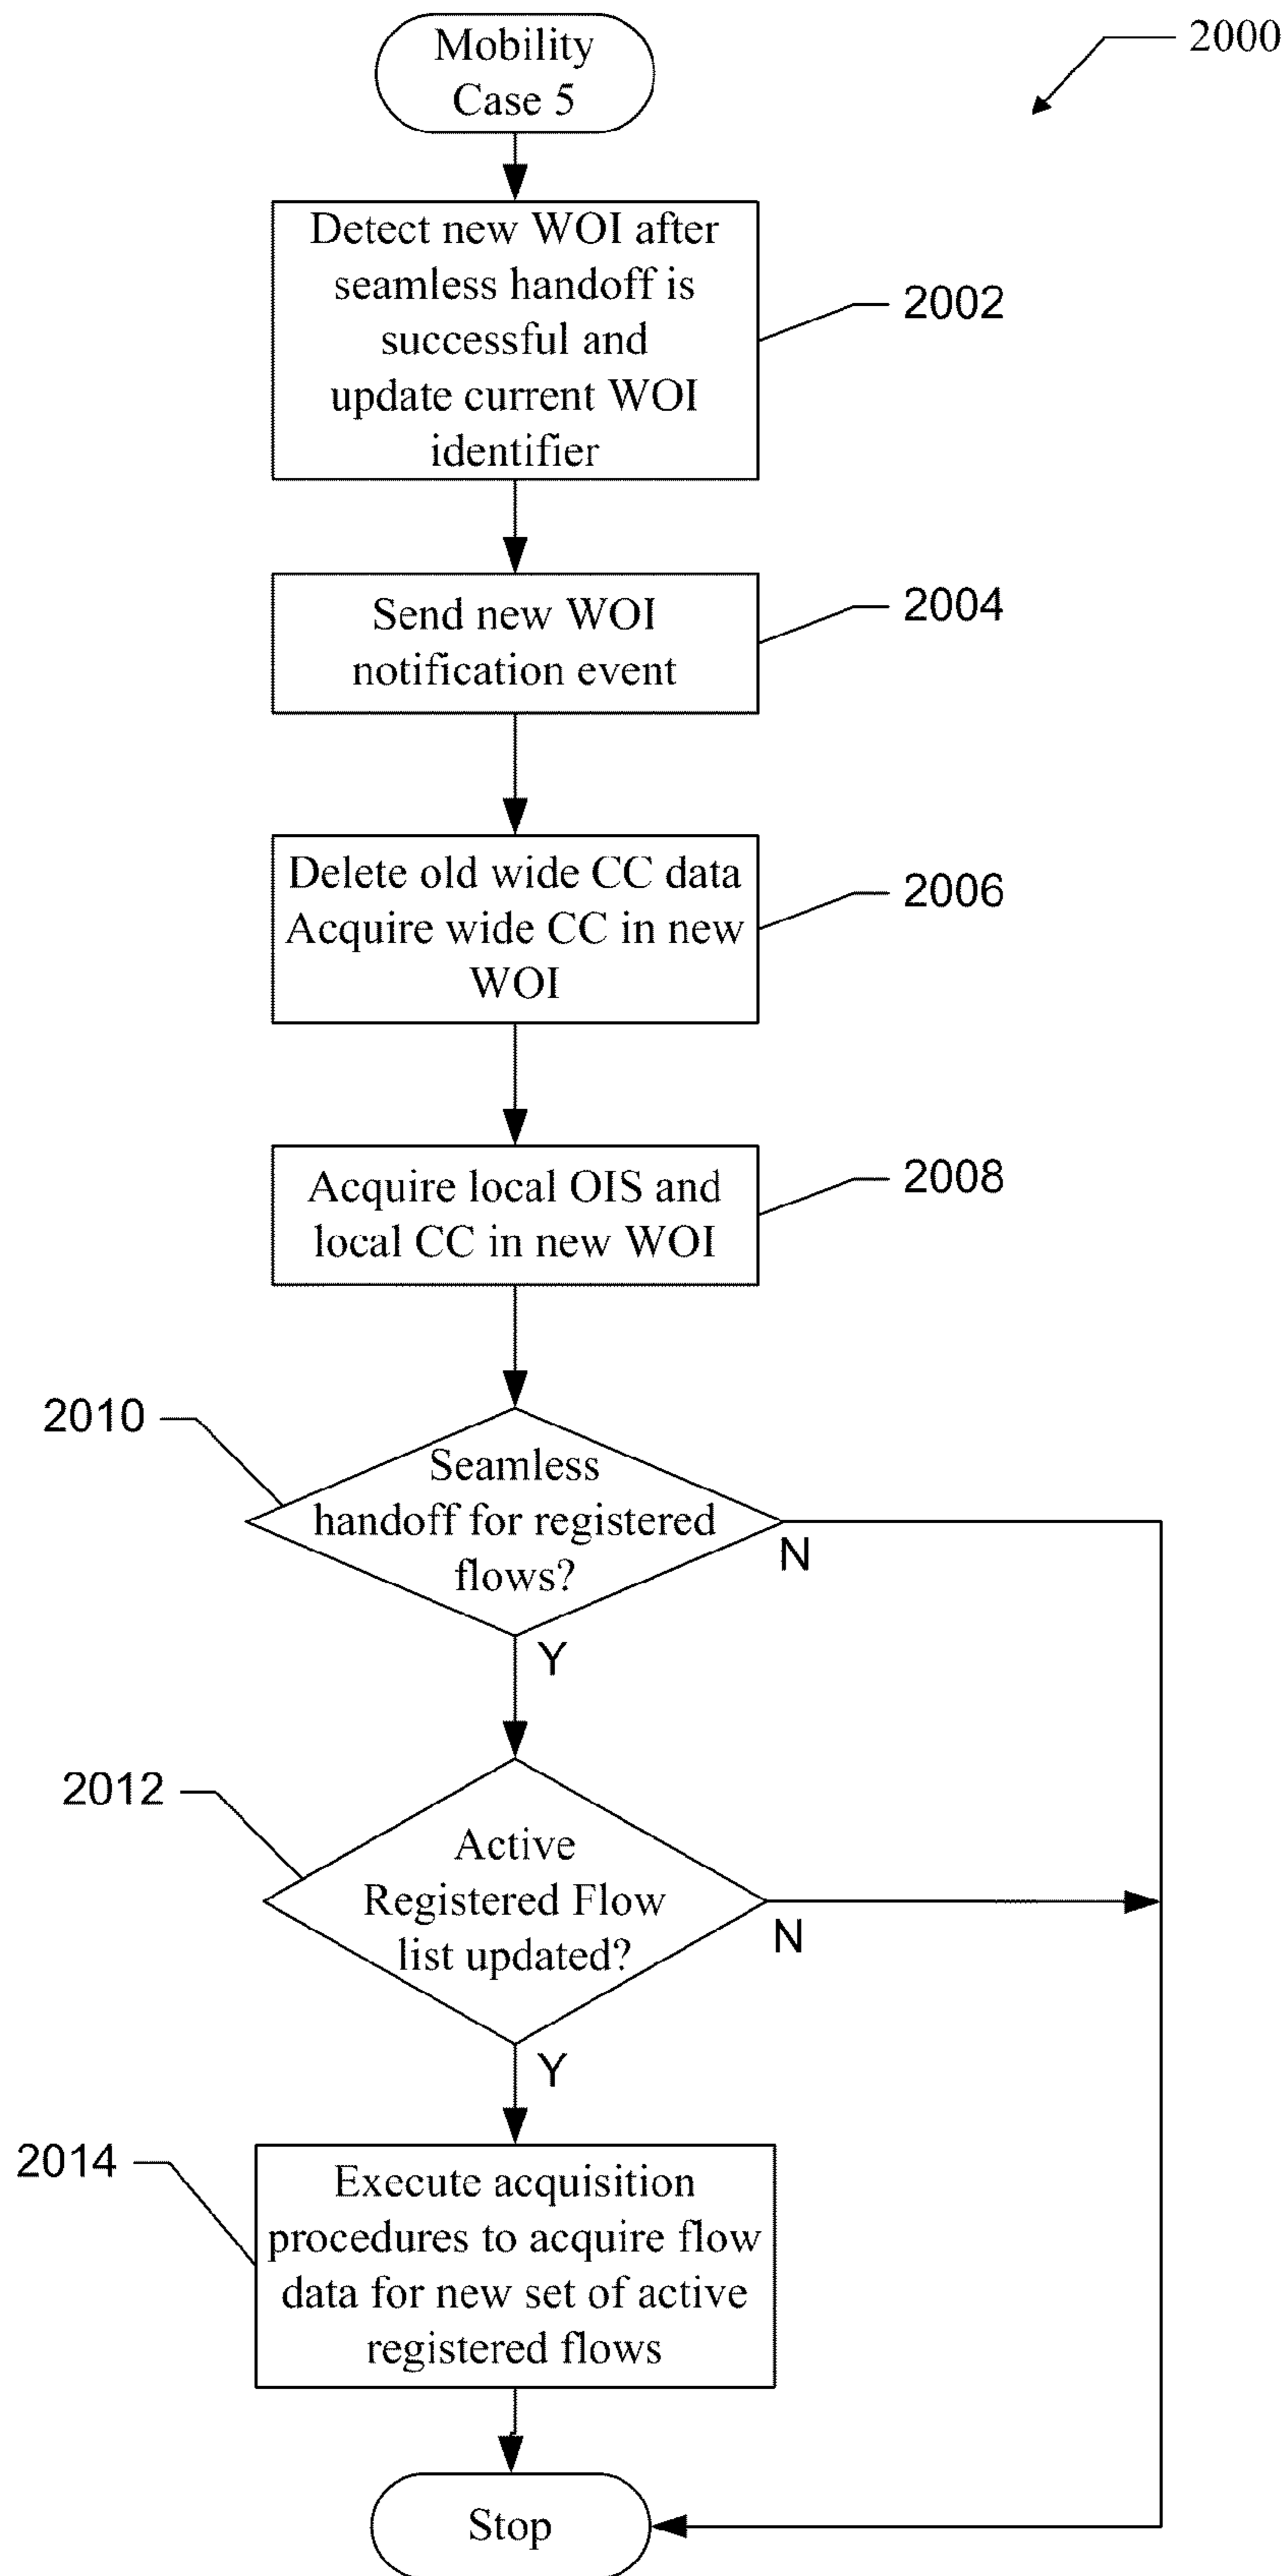 Mobility
Case 5
2000
Detect new WOI after
seamless handoff is
successful and
update current WOI
identifier
2002
Send new WOI
notification event
2004
Delete old wide CC data
Acquire wide CC in new
WOI
2006
Acquire local OIS and
local CC in new WOI
2008
2010
Seamless
handoff for registered
flows?
N
Y
2012
Active
Registered Flow
list updated?
N
Y
2014
Execute acquisition
procedures to acquire flow
data for new set of active
registered flows
Stop